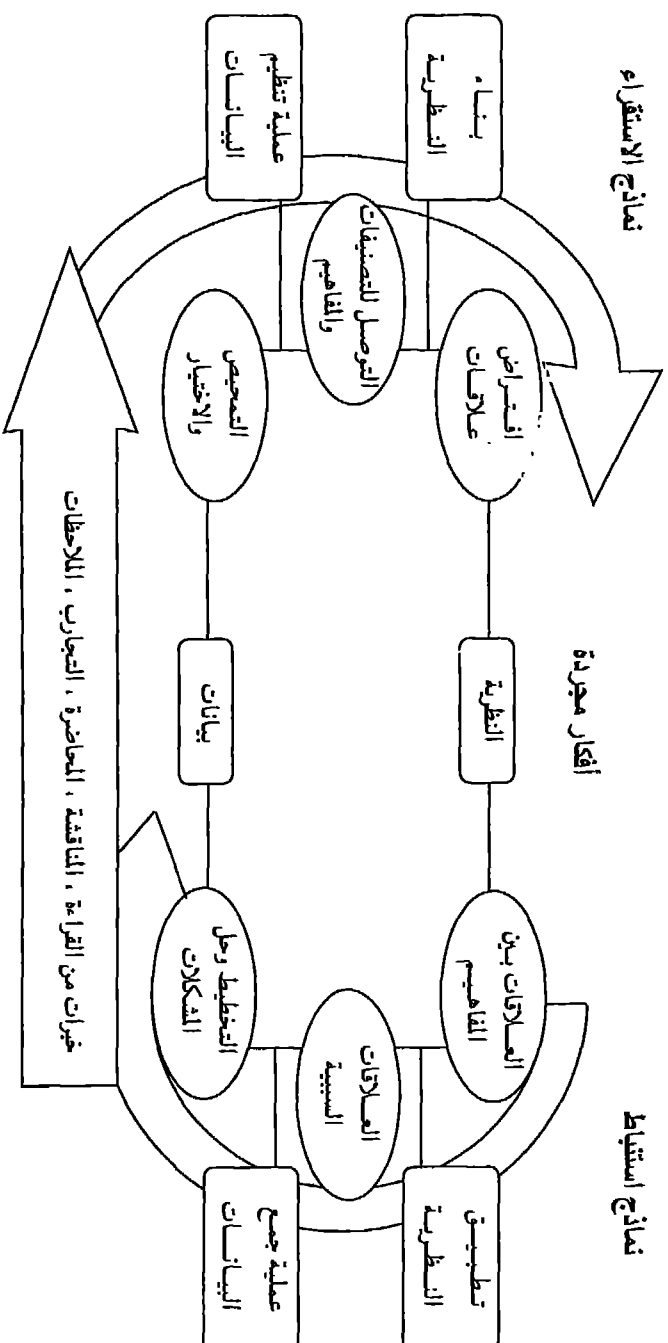 نماذج استنباط
أفكار مجردة
نماذج الاستقراء
تطبيق
النظرية
العلاقات بين
المفاهيم
النظرية
افتراض
علاقات
بناء
النظرية
العلاقات
السببية
التوصل للتصنيفات
والمفاهيم
عملية جمع
البيانات
التخطيط وحل
المشكلات
بيانات
التمحيص
والاختيار
عملية تنظيم
البيانات
خبرات من القراءة ، المناقشة ، المحاضرة ، التجارب ، الملاحظات